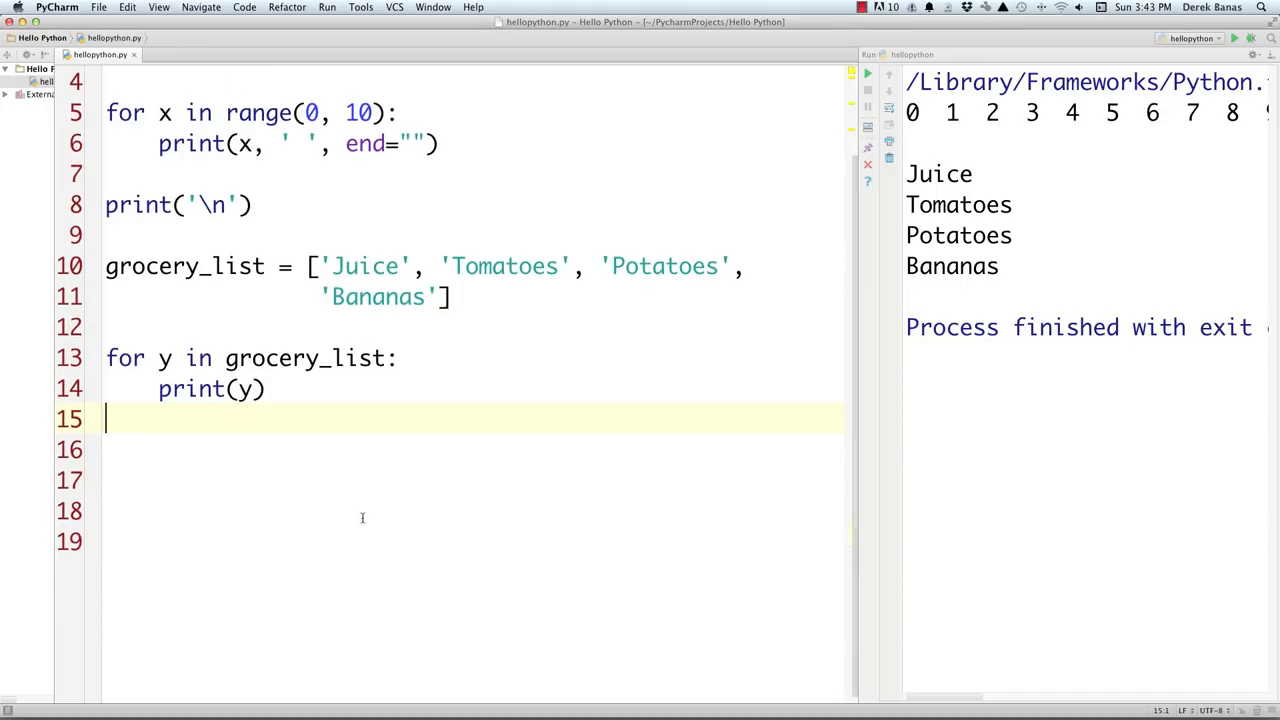 PyCharm File Edit View Navigate Code Refactor Run Tools VCS Window Help 10 Sun 3:43 PM Derek Banas
hellopython.py - Hello Python - [~/PycharmProjects/Hello Python]
Hello Python hellopython.py hellopython
hellopython.py Run hellopython
Hello F
hell
Externa
4
5 for x in range(0, 10):
6 print(x, ' ', end="")
7
8 print('\n')
9
10 grocery_list = ['Juice', 'Tomatoes', 'Potatoes',
11 'Bananas']
12
13 for y in grocery_list:
14 print(y)
15
16
17
18
19
/Library/Frameworks/Python.
0 1 2 3 4 5 6 7 8
Juice
Tomatoes
Potatoes
Bananas
Process finished with exit
15:1 LF UTF-8